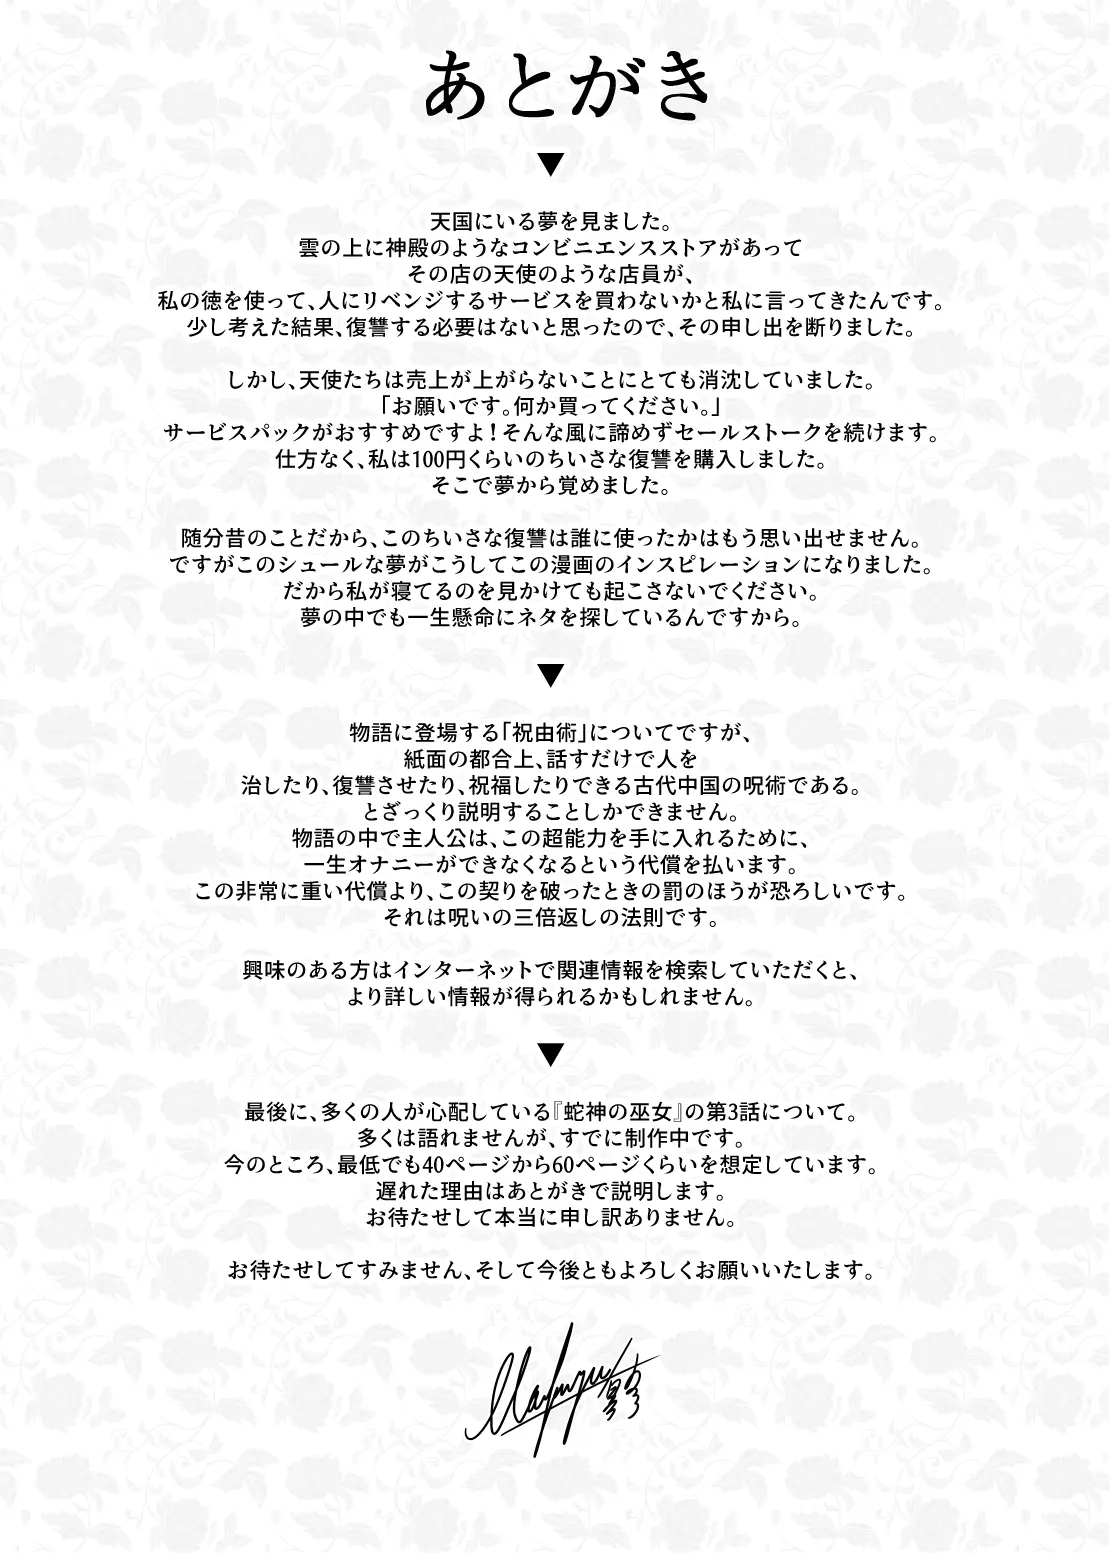 あとがき
▼
天国にいる夢を見ました。
雲の上に神殿のようなコンビニエンスストアがあって
その店の天使のような店員が、
私の徳を使って、人にリベンジするサービスを買わないかと私に言ってきたんです。
少し考えた結果、復讐する必要はないと思ったので、その申し出を断りました。
しかし、天使たちは売上が上がらないことにとても消沈していました。
「お願いです。何か買ってください。」
サービスパックがおすすめですよ！そんな風に諦めずセールストークを続けます。
仕方なく、私は100円くらいのちいさな復讐を購入しました。
そこで夢から覚めました。
随分昔のことだから、このちいさな復讐は誰に使ったかはもう思い出せません。
ですがこのシュールな夢がこうしてこの漫画のインスピレーションになりました。
だから私が寝てるのを見かけても起こさないでください。
夢の中でも一生懸命にネタを探しているんですから。
▼
物語に登場する「祝由術」についてですが、
紙面の都合上、話すだけで人を
治したり、復讐させたり、祝福したりできる古代中国の呪術である。
とざっくり説明することしかできません。
物語の中で主人公は、この超能力を手に入れるために、
一生オナニーができなくなるという代償を払います。
この非常に重い代償より、この契りを破ったときの罰のほうが恐ろしいです。
それは呪いの三倍返しの法則です。
興味のある方はインターネットで関連情報を検索していただくと、
より詳しい情報が得られるかもしれません。
▼
最後に、多くの人が心配している『蛇神の巫女』の第3話について。
多くは語れませんが、すでに制作中です。
今のところ、最低でも40ページから60ページくらいを想定しています。
遅れた理由はあとがきで説明します。
お待たせして本当に申し訳ありません。
お待たせしてすみません、そして今後ともよろしくお願いいたします。